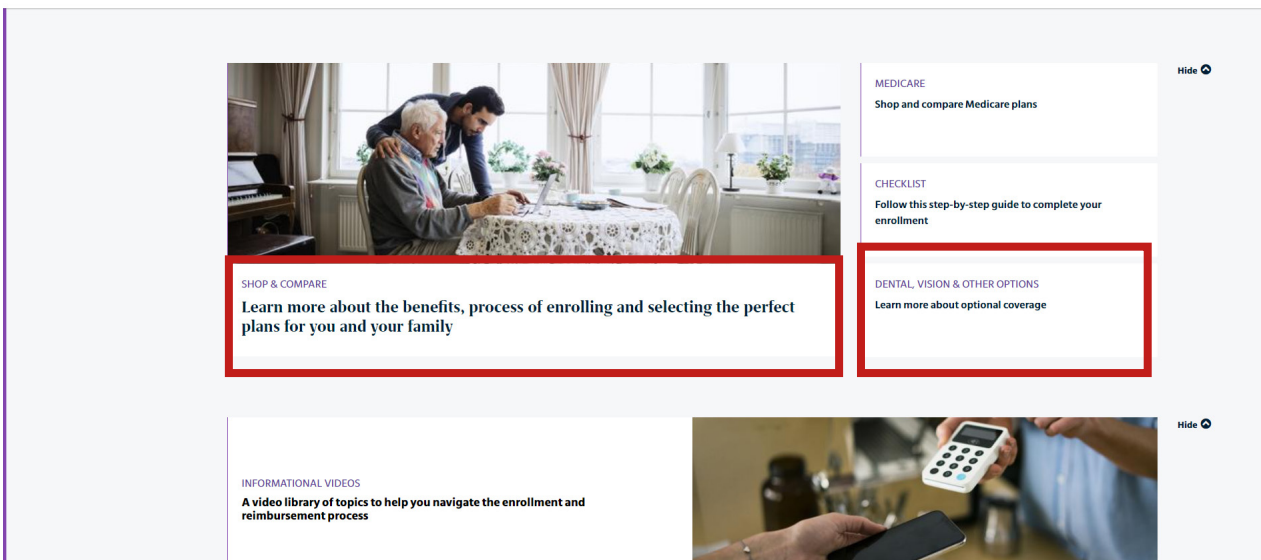 Hide
MEDICARE
Shop and compare Medicare plans
CHECKLIST
Follow this step-by-step guide to complete your
enrollment
SHOP & COMPARE
Learn more about the benefits, process of enrolling and selecting the perfect
plans for you and your family
DENTAL, VISION & OTHER OPTIONS
Learn more about optional coverage
Hide
INFORMATIONAL VIDEOS
A video library of topics to help you navigate the enrollment and
reimbursement process